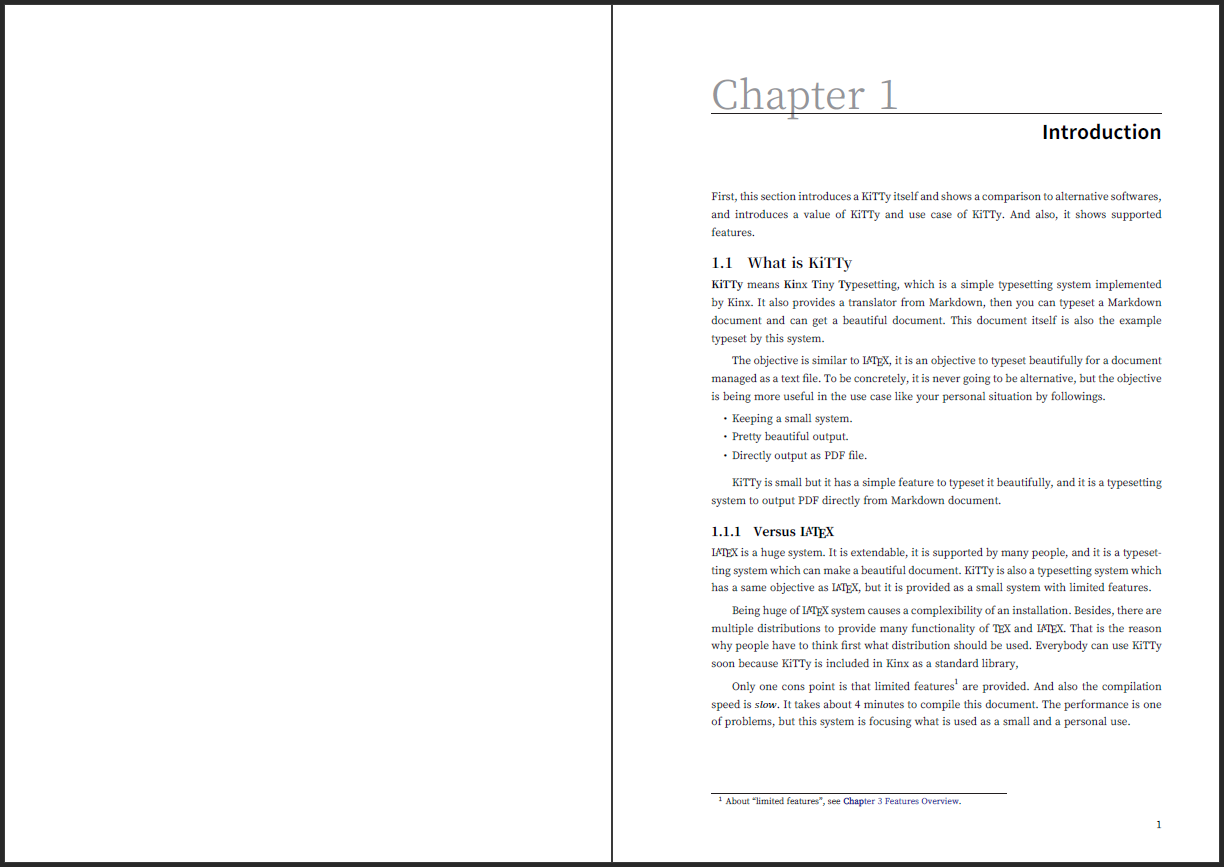 Chapter 1
Introduction
First, this section introduces a KiTTy itself and shows a comparison to alternative softwares,
and introduces a value of KiTTy and use case of KiTTy. And also, it shows supported
features.
1.1 What is KiTTy
KiTTy means Kinx Tiny Typesetting, which is a simple typesetting system implemented
by Kinx. It also provides a translator from Markdown, then you can typeset a Markdown
document and can get a beautiful document. This document itself is also the example
typeset by this system.
The objective is similar to LATEX, it is an objective to typeset beautifully for a document
managed as a text file. To be concretely, it is never going to be alternative, but the objective
is being more useful in the use case like your personal situation by followings.
・Keeping a small system.
・Pretty beautiful output.
・Directly output as PDF file.
KiTTy is small but it has a simple feature to typeset it beautifully, and it is a typesetting
system to output PDF directly from Markdown document.
1.1.1 Versus LATEX
LATEX is a huge system. It is extendable, it is supported by many people, and it is a typeset-
ting system which can make a beautiful document. KiTTy is also a typesetting system which
has a same objective as LATEX, but it is provided as a small system with limited features.
Being huge of LATEX system causes a complexibility of an installation. Besides, there are
multiple distributions to provide many functionality of TEX and LATEX. That is the reason
why people have to think first what distribution should be used. Everybody can use KiTTy
soon because KiTTy is included in Kinx as a standard library,
Only one cons point is that limited features1 are provided. And also the compilation
speed is slow. It takes about 4 minutes to compile this document. The performance is one
of problems, but this system is focusing what is used as a small and a personal use.
1 About “limited features”, see Chapter 3 Features Overview.
1